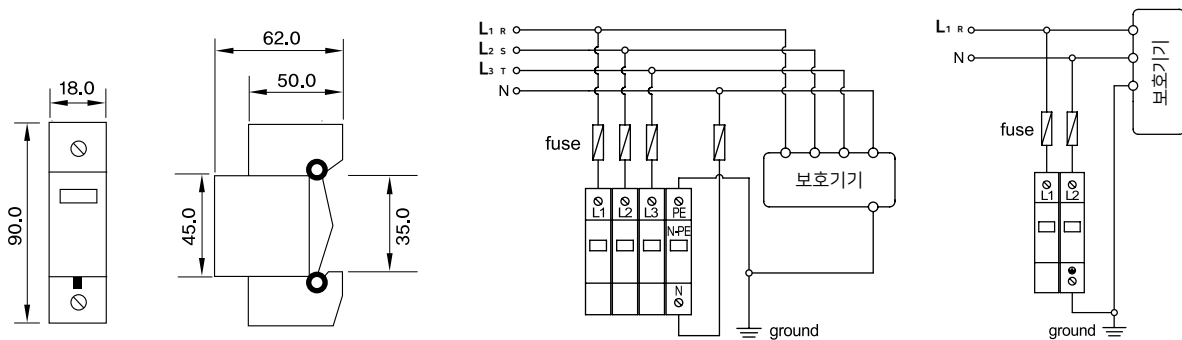 62.0
50.0
18.0
90.0
45.0
35.0
L1 R
L2 S
L3 T
N
fuse
보호기기
L1 L2 L3 PE
N-PE
N
ground
L1 R
N
보호기기
fuse
L1 L2
ground